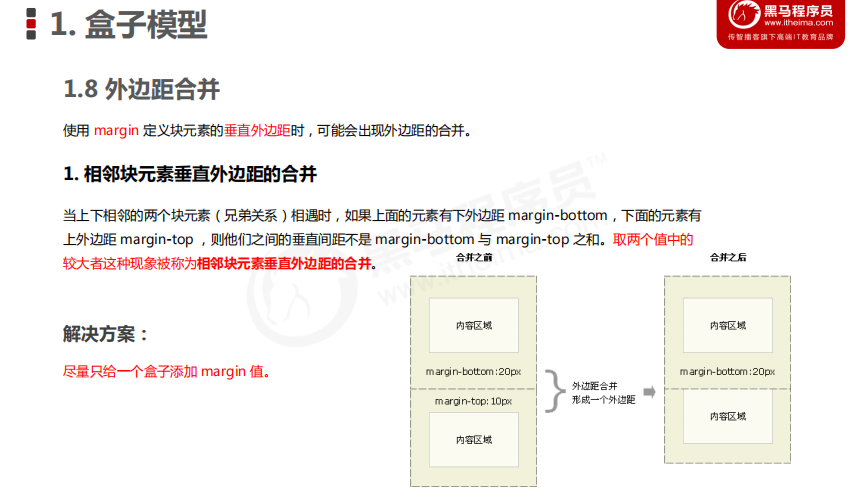 1. 盒子模型
黑马程序员
www.itheima.com
传智播客旗下高端IT教育品牌
1.8 外边距合并
使用 margin 定义块元素的垂直外边距时，可能会出现外边距的合并。
1. 相邻块元素垂直外边距的合并
当上下相邻的两个块元素（兄弟关系）相遇时，如果上面的元素有下外边距 margin-bottom，下面的元素有
上外边距 margin-top ，则他们之间的垂直间距不是 margin-bottom 与 margin-top 之和。取两个值中的
较大者这种现象被称为相邻块元素垂直外边距的合并。
合并之前
合并之后
内容区域
内容区域
解决方案：
尽量只给一个盒子添加 margin 值。
margin-bottom:20px
margin-bottom:20px
外边距合并
形成一个外边距
margin-top:10px
内容区域
内容区域
黑马程序员™
www.itheima.com